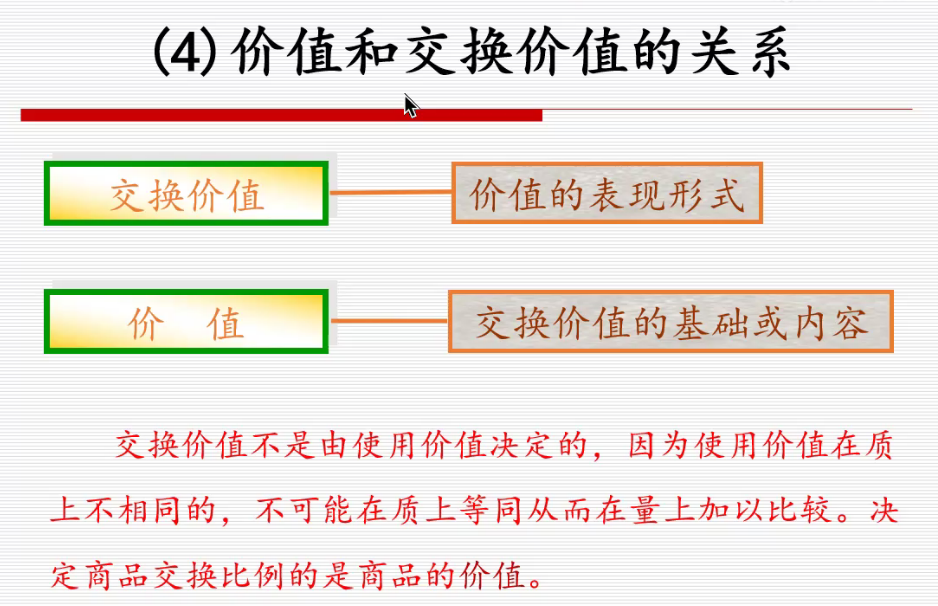 (4)价值和交换价值的关系
交换价值
价值的表现形式
价 值
交换价值的基础或内容
交换价值不是由使用价值决定的，因为使用价值在质
上不相同的，不可能在质上等同从而在量上加以比较。决
定商品交换比例的是商品的价值。